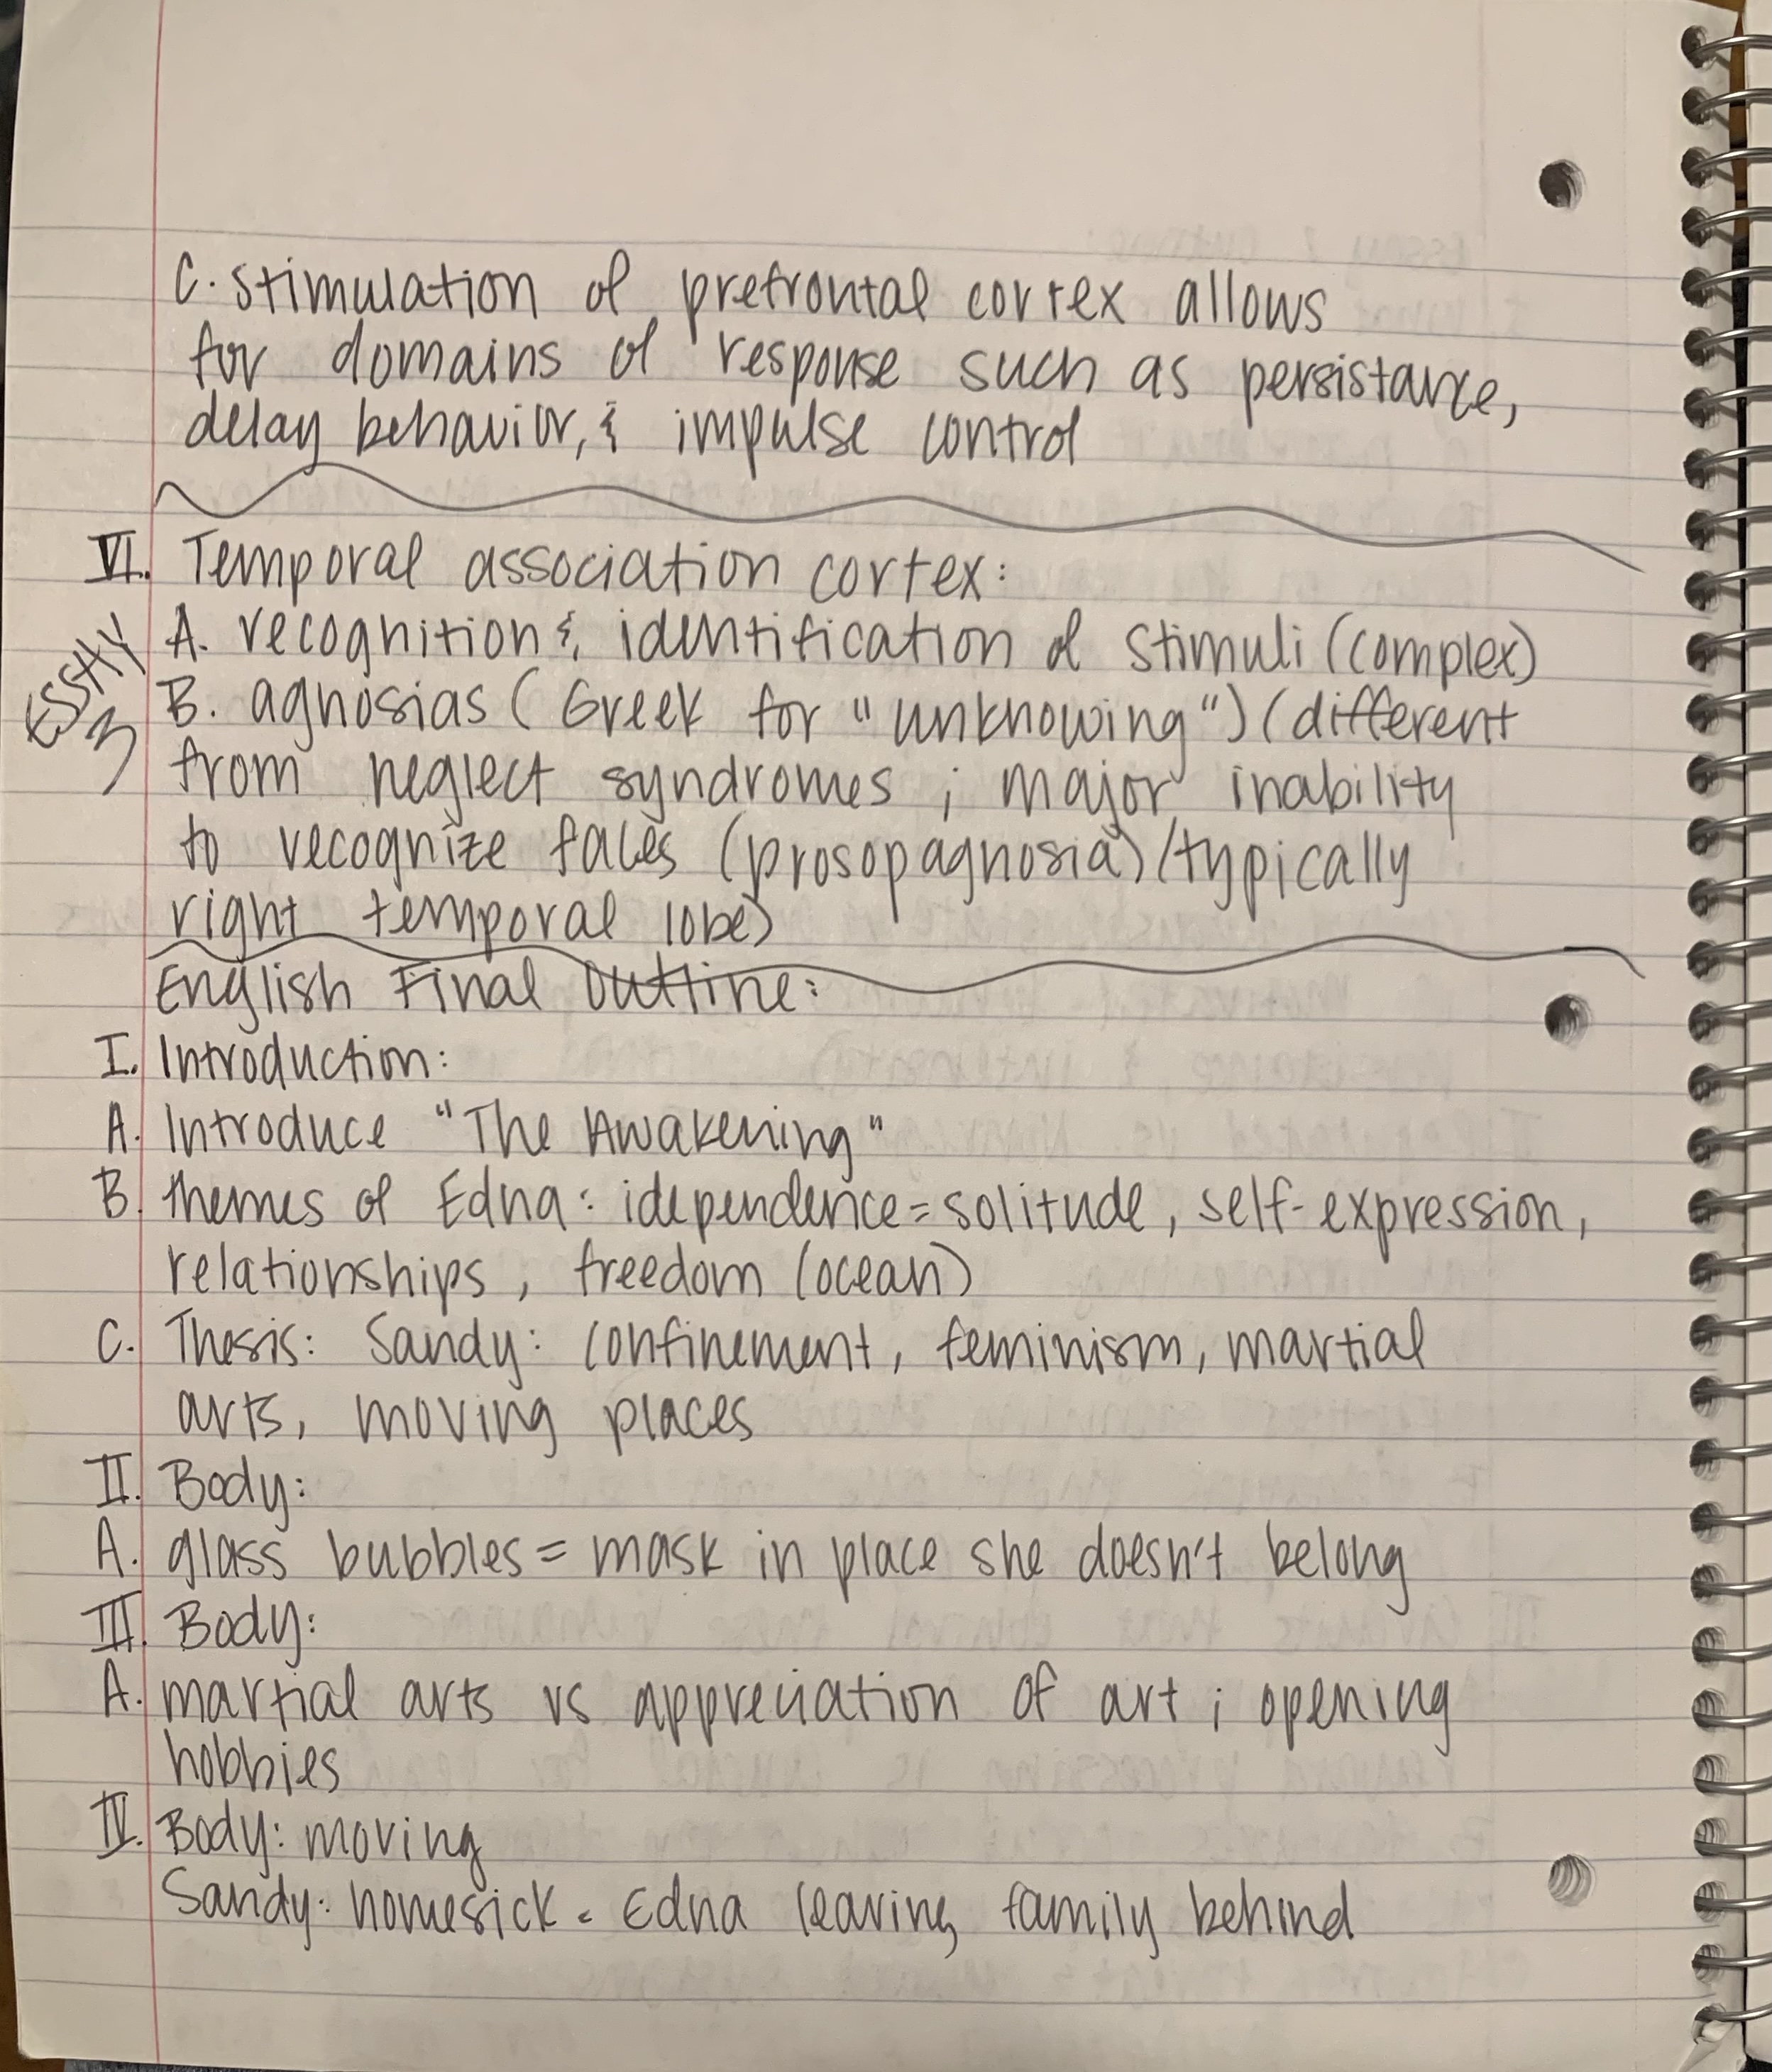 C. stimulation of prefrontal cortex allows
for domains of response such as persistance,
delay behavior, & impulse control
VI. Temporal association cortex:
ESSAY
3
A. recognition & identification of stimuli (complex)
B. agnosias (Greek for "unknowing") (different
from neglect syndromes ; major inability
to recognize faces (prosopagnosia) (typically
right temporal lobe)
English Final Outline:
I. Introduction:
A. Introduce "The Awakening"
B. themes of Edna: idependence = solitude, self-expression,
relationships, freedom (ocean)
C. Thesis: Sandy: confinement, feminism, martial
arts, moving places
II. Body:
A. glass bubbles = mask in place she doesn't belong
III. Body:
A. martial arts vs appreciation of art ; opening
hobbies
IV. Body: moving
Sandy: homesick = Edna leaving family behind